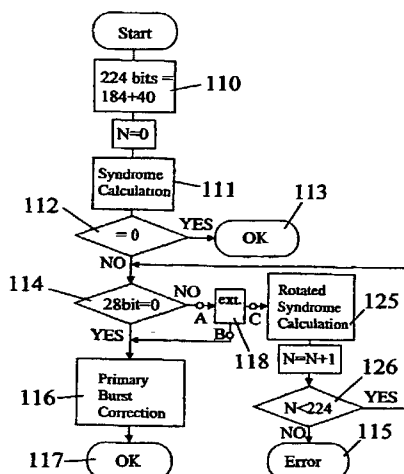 Start
224 bits =
184+40
110
N=0
Syndrome
Calculation
111
112
= 0
YES
OK
113
NO
114
28bit=0
NO
A
ext.
B
C
118
Rotated
Syndrome
Calculation
125
YES
116
Primary
Burst
Correction
N=N+1
126
N<224
YES
NO
117
OK
Error
115